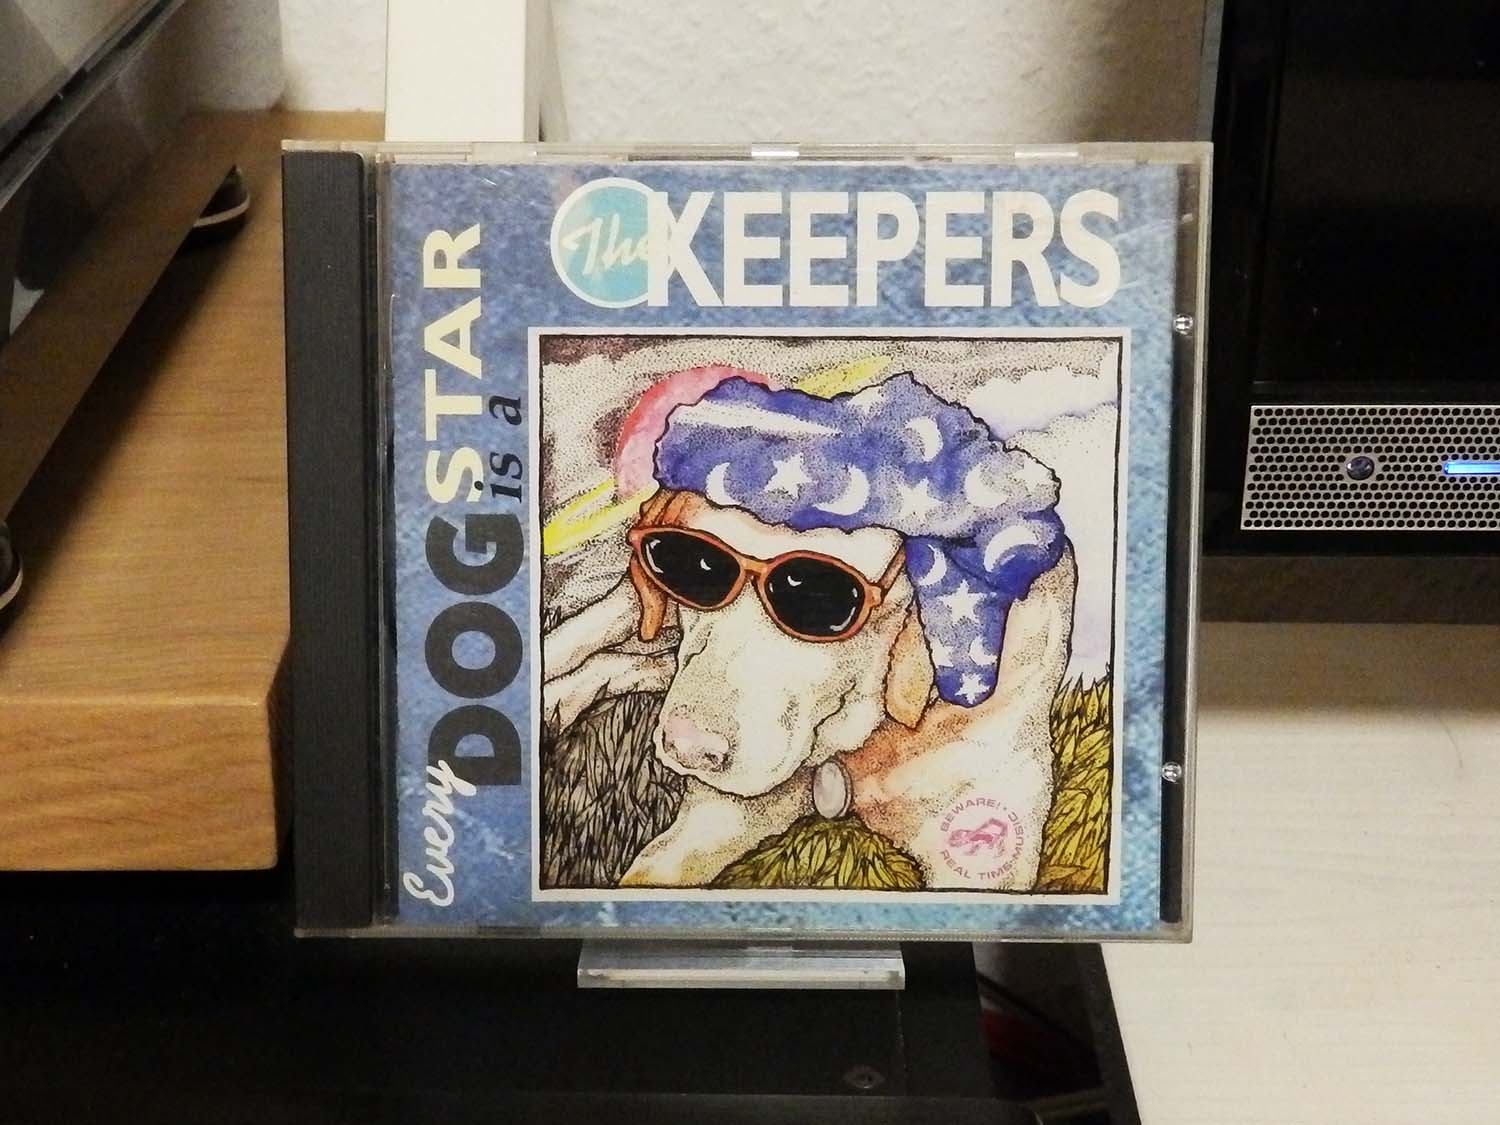 The KEEPERS
Every DOG is a STAR
BEWARE! • REAL TIME-MUSIC